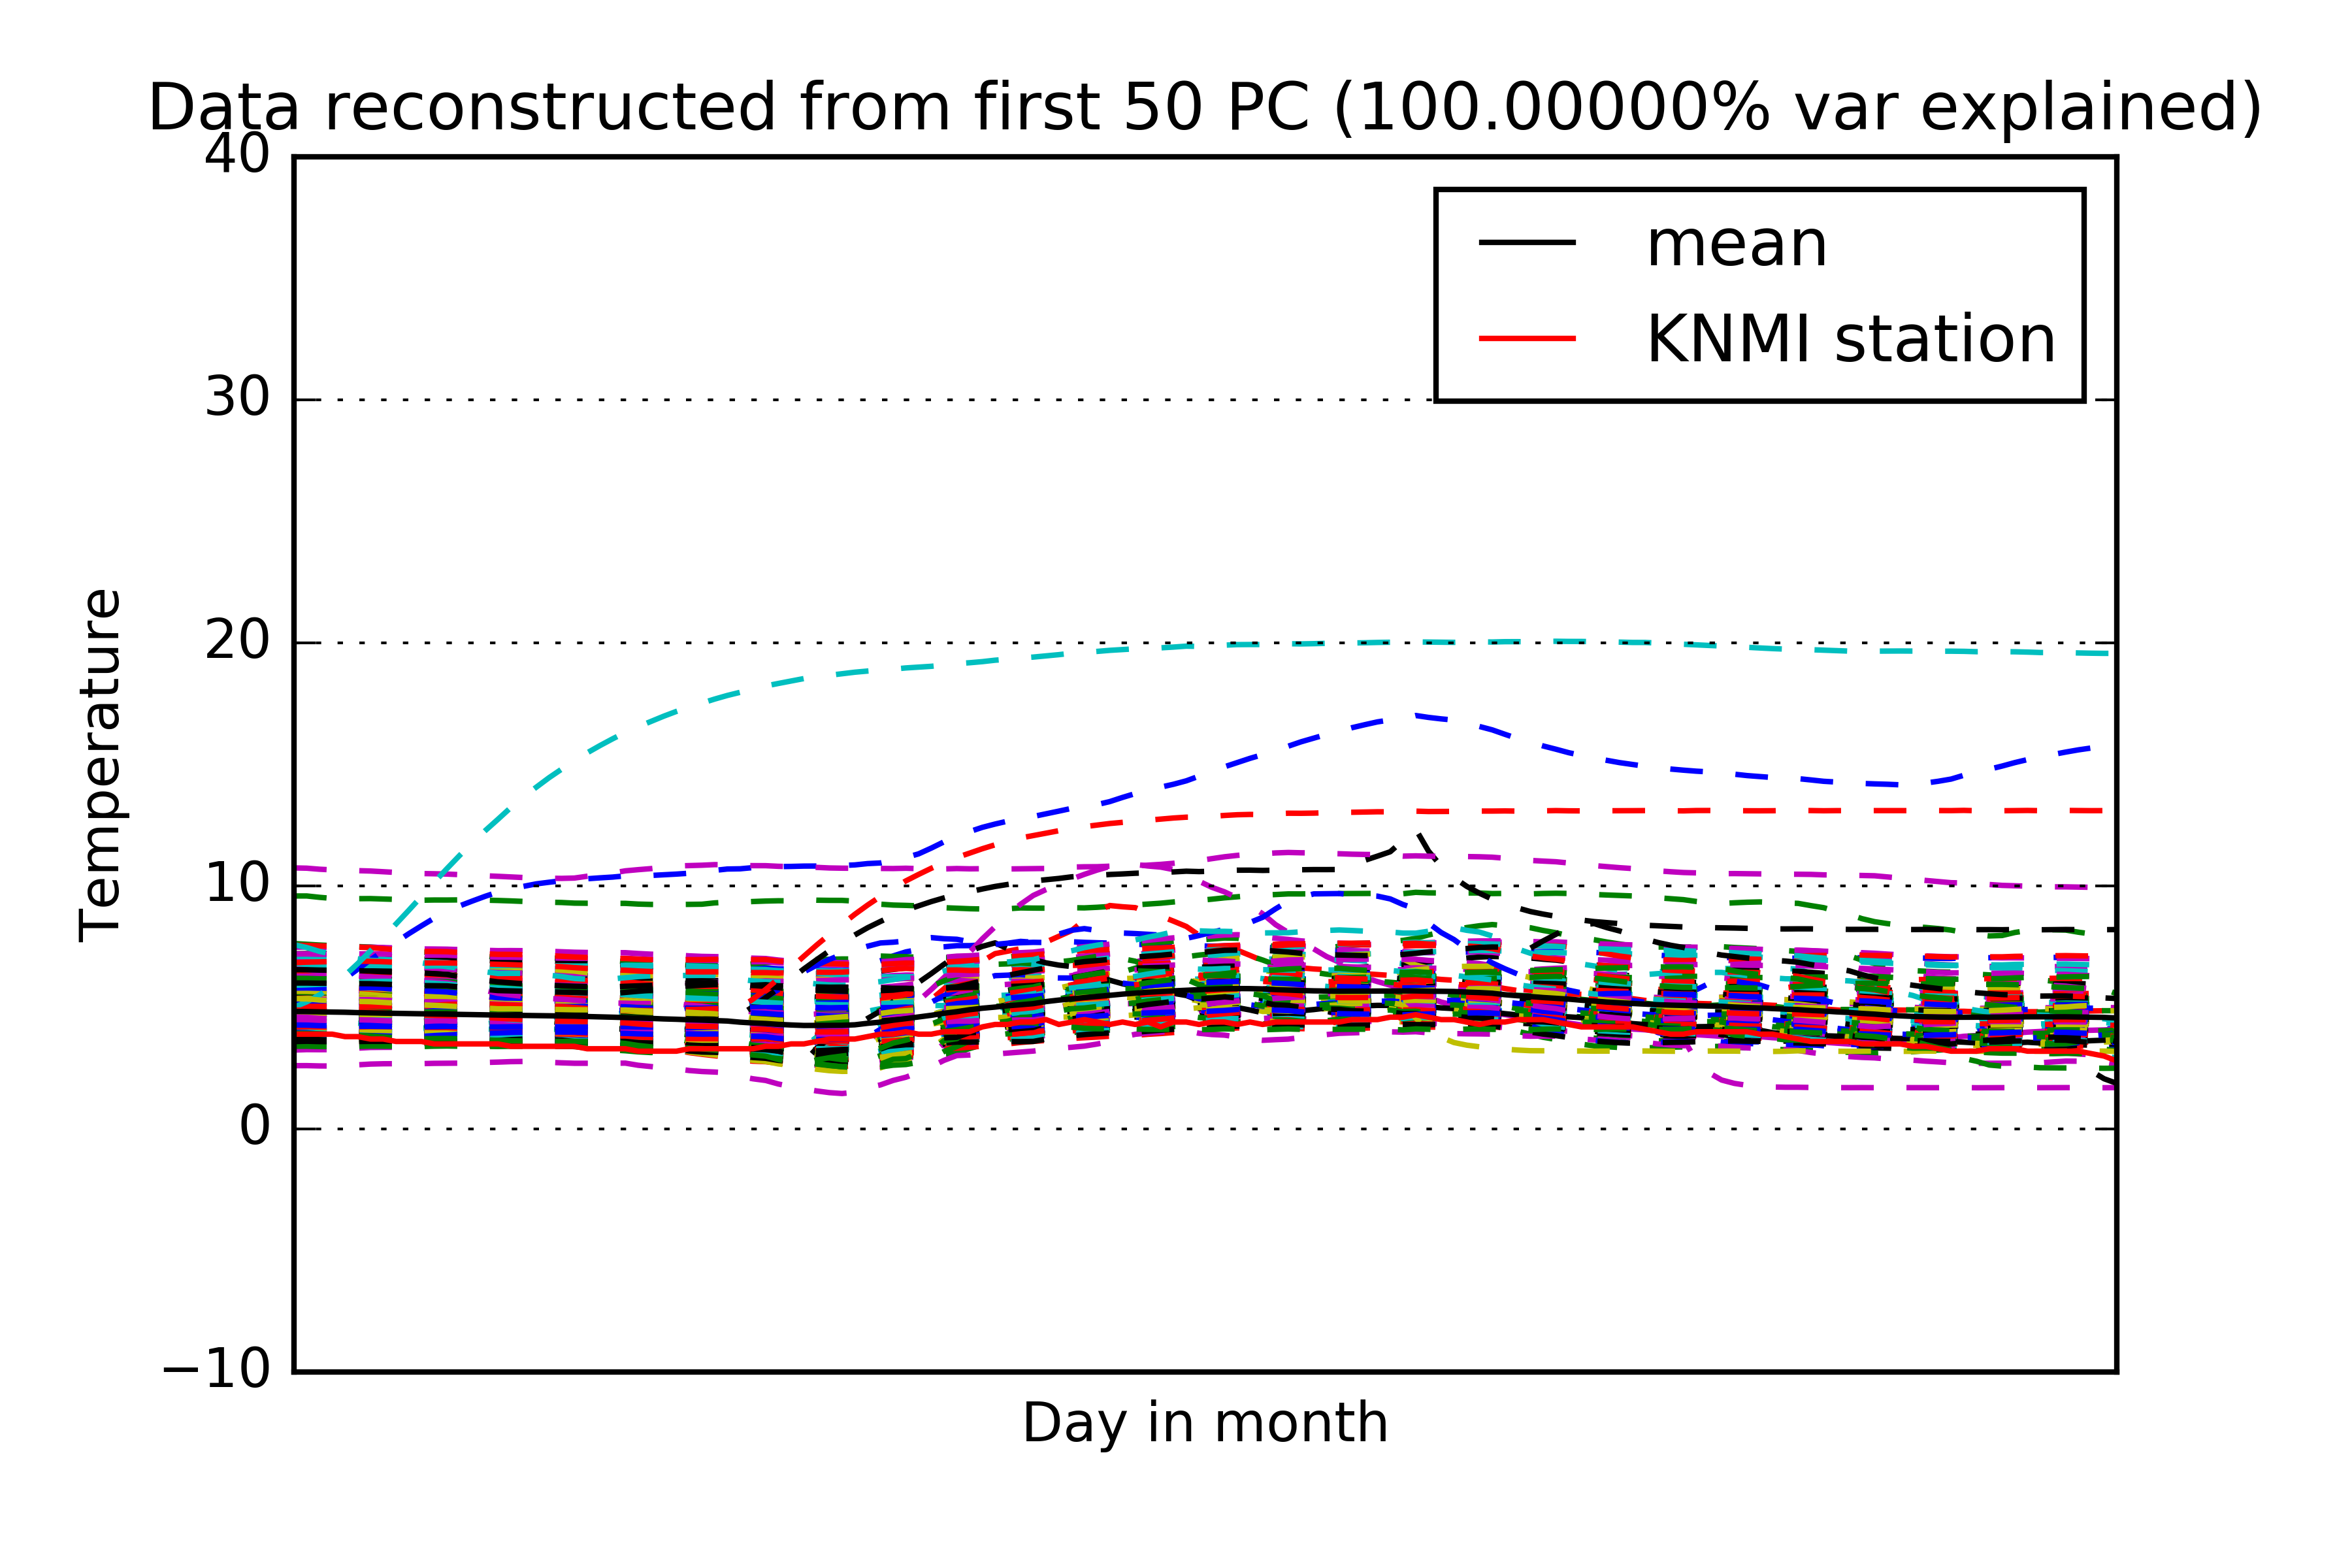 Data reconstructed from first 50 PC (100.00000% var explained)
40
30
20
10
0
−10
Temperature
Day in month
mean
KNMI station